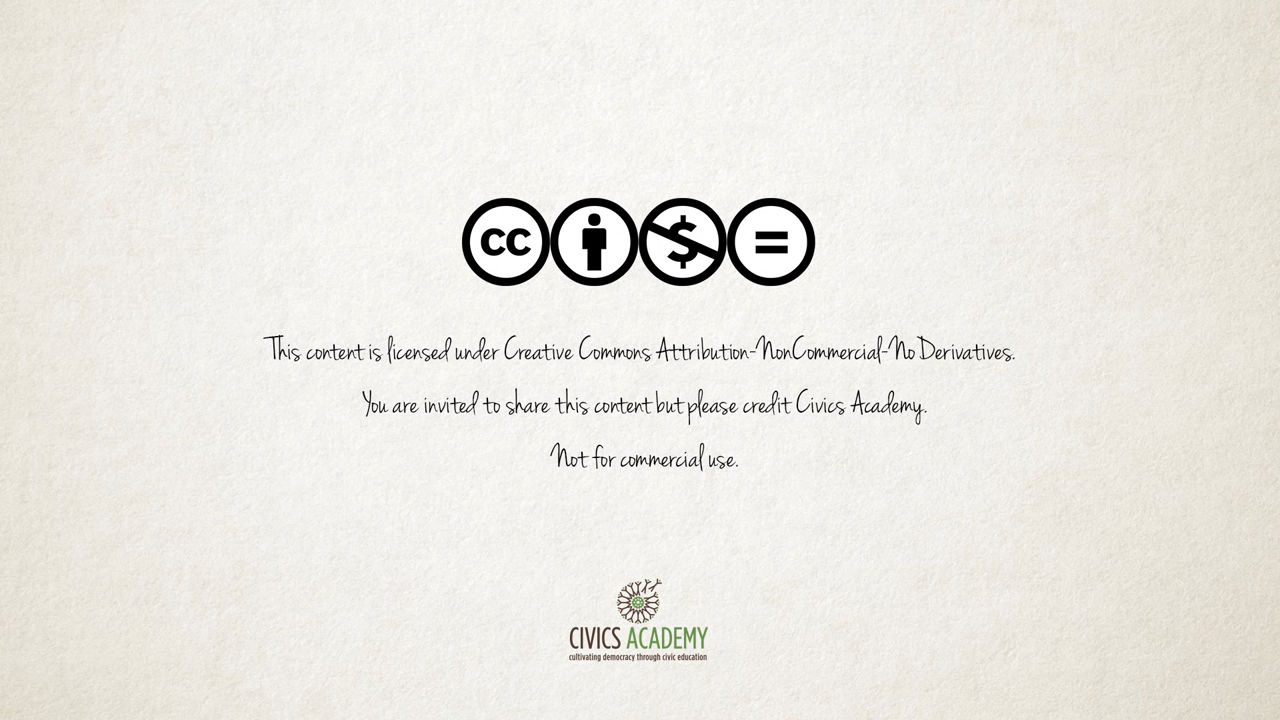 cc $ =
This content is licensed under Creative Commons Attribution-NonCommercial-No Derivatives.
You are invited to share this content but please credit Civics Academy.
Not for commercial use.
CIVICS ACADEMY
cultivating democracy through civic education